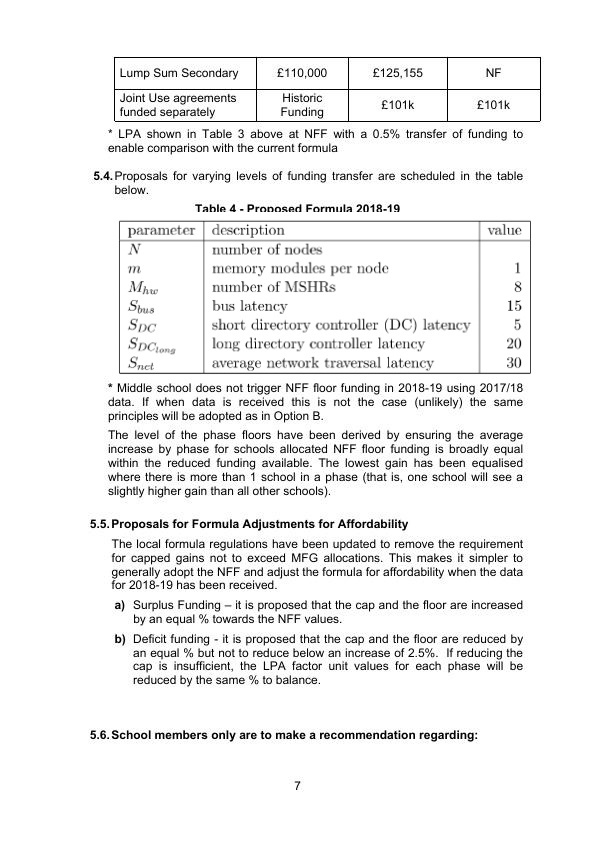 Lump Sum Secondary £110,000 £125,155 NF
Joint Use agreements funded separately Historic Funding £101k £101k
* LPA shown in Table 3 above at NFF with a 0.5% transfer of funding to
enable comparison with the current formula
5.4. Proposals for varying levels of funding transfer are scheduled in the table
below.
Table 4 - Proposed Formula 2018-19
parameter description value
N number of nodes
m memory modules per node 1
M_hw number of MSHRs 8
S_bus bus latency 15
S_DC short directory controller (DC) latency 5
S_DC_long long directory controller latency 20
S_net average network traversal latency 30
* Middle school does not trigger NFF floor funding in 2018-19 using 2017/18
data. If when data is received this is not the case (unlikely) the same
principles will be adopted as in Option B.
The level of the phase floors have been derived by ensuring the average
increase by phase for schools allocated NFF floor funding is broadly equal
within the reduced funding available. The lowest gain has been equalised
where there is more than 1 school in a phase (that is, one school will see a
slightly higher gain than all other schools).
5.5. Proposals for Formula Adjustments for Affordability
The local formula regulations have been updated to remove the requirement
for capped gains not to exceed MFG allocations. This makes it simpler to
generally adopt the NFF and adjust the formula for affordability when the data
for 2018-19 has been received.
a) Surplus Funding – it is proposed that the cap and the floor are increased
by an equal % towards the NFF values.
b) Deficit funding - it is proposed that the cap and the floor are reduced by
an equal % but not to reduce below an increase of 2.5%. If reducing the
cap is insufficient, the LPA factor unit values for each phase will be
reduced by the same % to balance.
5.6. School members only are to make a recommendation regarding:
7